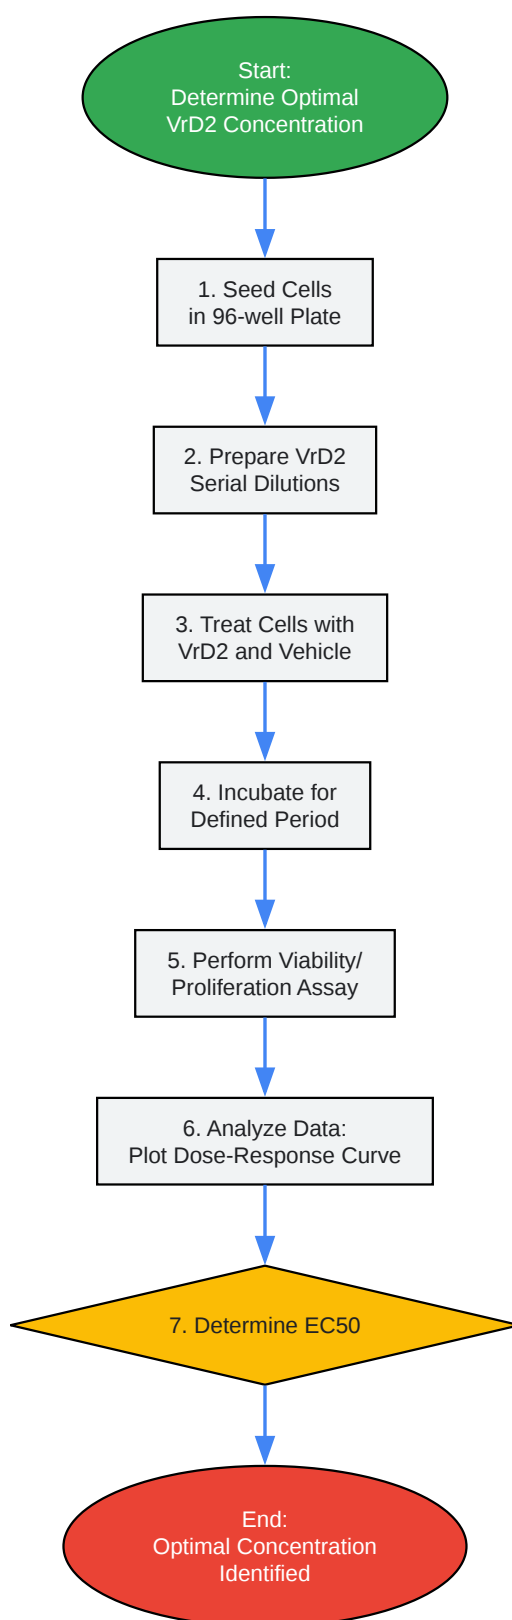 Start:
Determine Optimal
VrD2 Concentration
1. Seed Cells
in 96-well Plate
2. Prepare VrD2
Serial Dilutions
3. Treat Cells with
VrD2 and Vehicle
4. Incubate for
Defined Period
5. Perform Viability/
Proliferation Assay
6. Analyze Data:
Plot Dose-Response Curve
7. Determine EC50
End:
Optimal Concentration
Identified